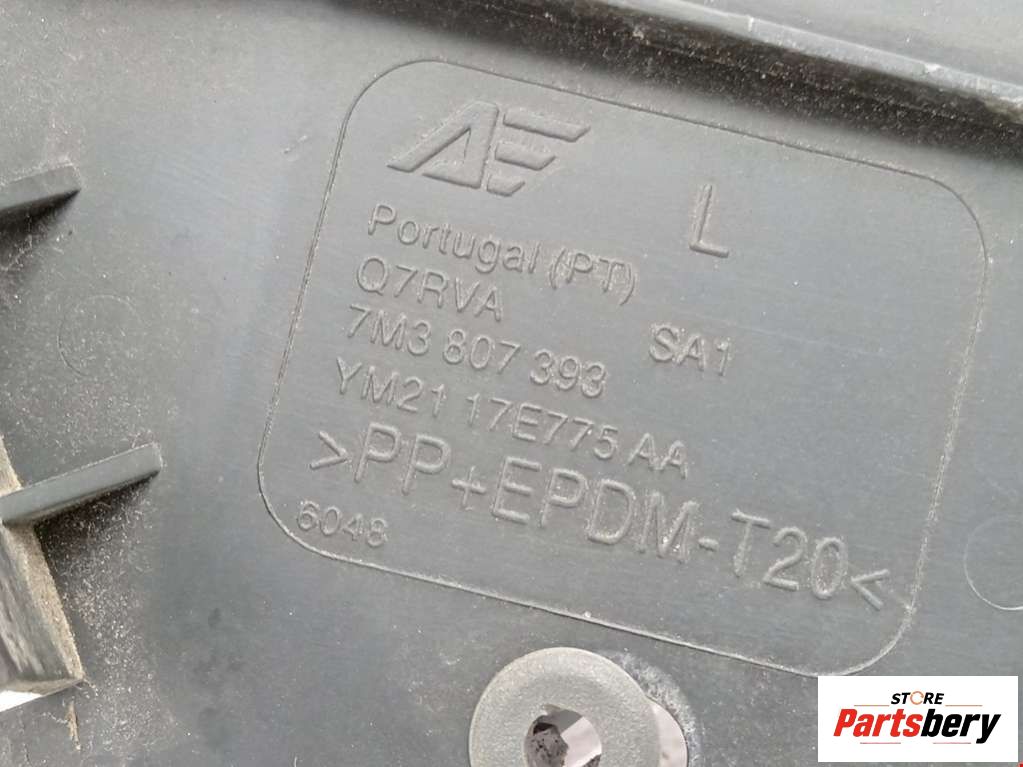 AE
L
Portugal (PT)
Q7RVA
SA1
7M3 807 393
YM21 17E775 AA
>PP+EPDM-T20<
6048
STORE
Partsbery